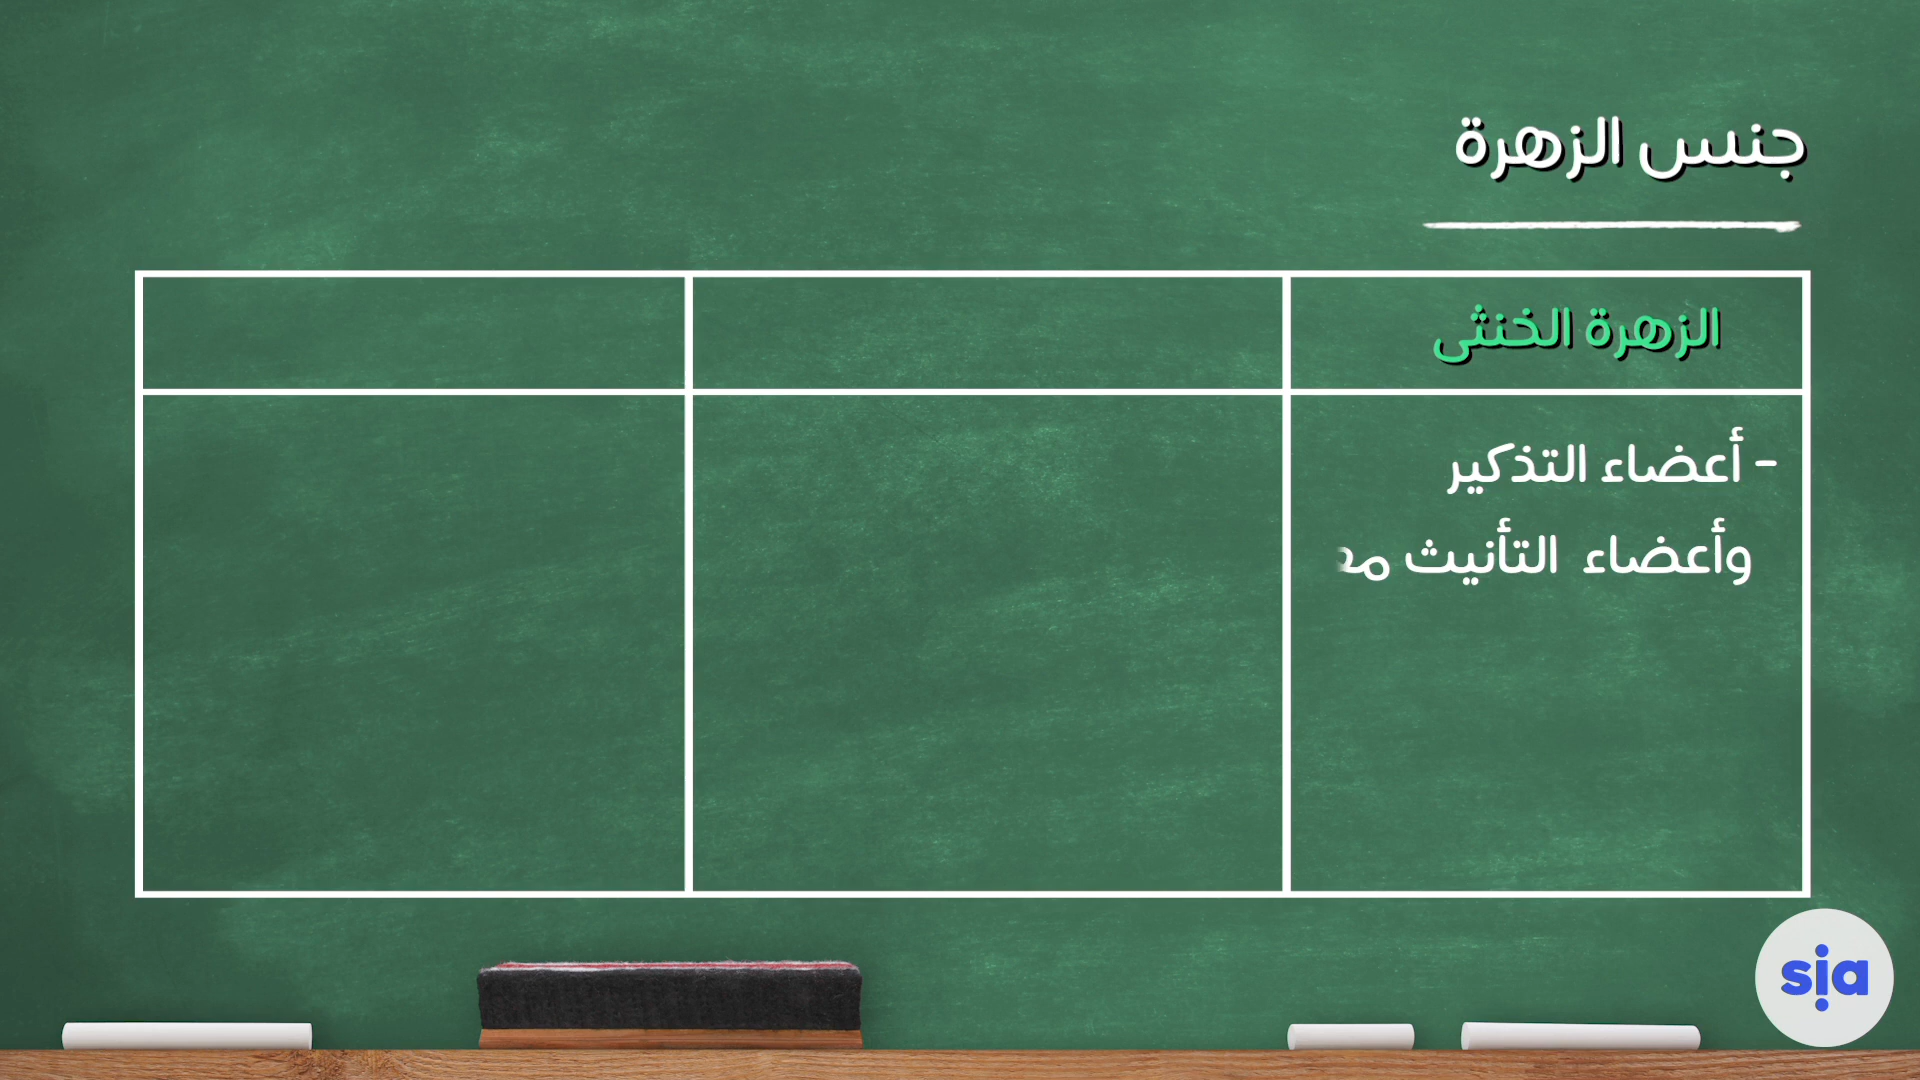 جنس الزهرة
الزهرة الخنثى
- أعضاء التذكير
وأعضاء التأنيث
sia